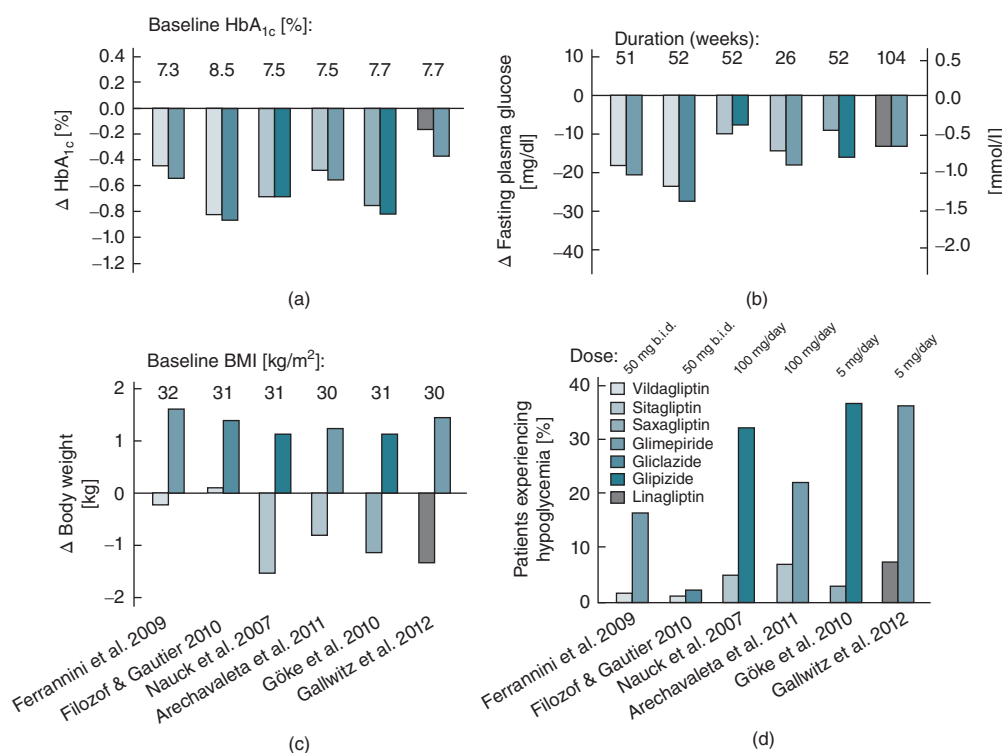 Baseline HbA1c [%]:
7.3 8.5 7.5 7.5 7.7 7.7
0.4
0.2
0.0
−0.2
−0.4
−0.6
−0.8
−1.0
−1.2
Δ HbA1c [%]
(a)
Duration (weeks):
51 52 52 26 52 104
10
0
−10
−20
−30
−40
Δ Fasting plasma glucose
[mg/dl]
0.5
0.0
−0.5
−1.0
−1.5
−2.0
[mmol/l]
(b)
Baseline BMI [kg/m2]:
32 31 31 30 31 30
2
1
0
−1
−2
Δ Body weight
[kg]
Ferrannini et al. 2009
Filozof & Gautier 2010
Nauck et al. 2007
Arechavaleta et al. 2011
Göke et al. 2010
Gallwitz et al. 2012
(c)
Dose:
50 mg b.i.d.
50 mg b.i.d.
100 mg/day
100 mg/day
5 mg/day
5 mg/day
40
30
20
10
0
Patients experiencing
hypoglycemia [%]
Vildagliptin
Sitagliptin
Saxagliptin
Glimepiride
Gliclazide
Glipizide
Linagliptin
Ferrannini et al. 2009
Filozof & Gautier 2010
Nauck et al. 2007
Arechavaleta et al. 2011
Göke et al. 2010
Gallwitz et al. 2012
(d)